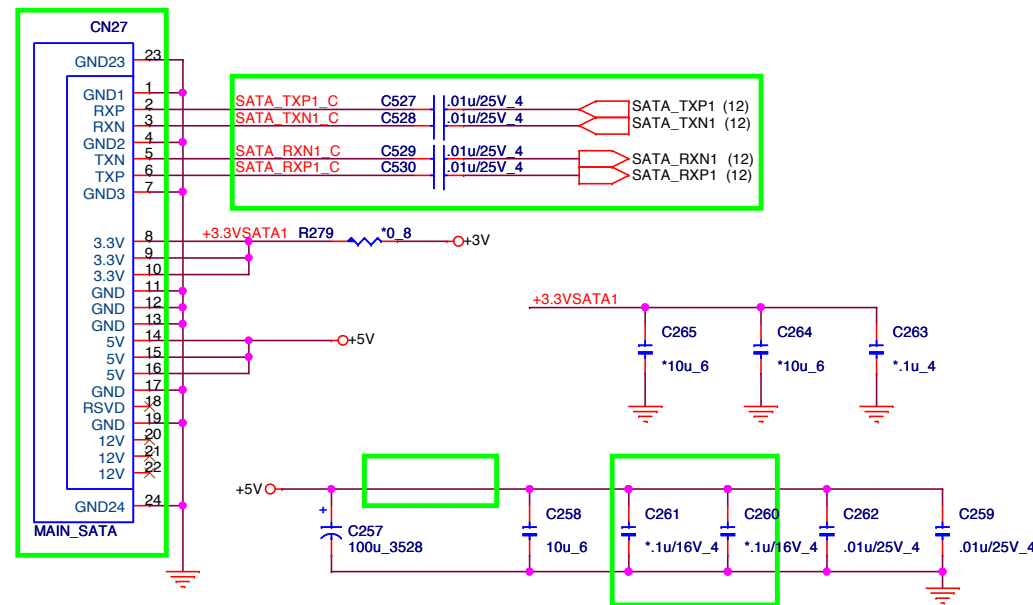 CN27
GND23 23
GND1 1
RXP 2 SATA_TXP1_C C527 .01u/25V_4 SATA_TXP1 (12)
RXN 3 SATA_TXN1_C C528 .01u/25V_4 SATA_TXN1 (12)
GND2 4
TXN 5 SATA_RXN1_C C529 .01u/25V_4 SATA_RXN1 (12)
TXP 6 SATA_RXP1_C C530 .01u/25V_4 SATA_RXP1 (12)
GND3 7
3.3V 8 +3.3VSATA1 R279 *0_8 +3V
3.3V 9
3.3V 10
GND 11
GND 12
GND 13
5V 14 +5V
5V 15
5V 16
GND 17
RSVD 18
GND 19
12V 20
12V 21
12V 22
GND24 24
MAIN_SATA
+3.3VSATA1
C265 C264 C263
*10u_6 *10u_6 *.1u_4
+5V
+ C257 C258 C261 C260 C262 C259
100u_3528 10u_6 *.1u/16V_4 *.1u/16V_4 .01u/25V_4 .01u/25V_4